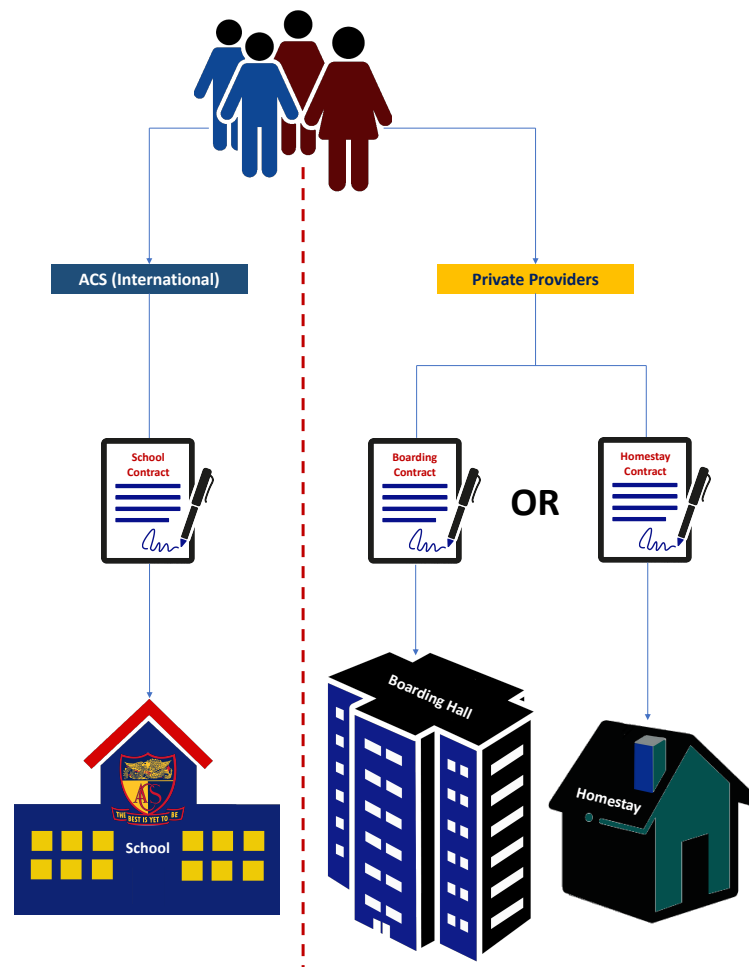 ACS (International)
Private Providers
School
Contract
Boarding
Contract
OR
Homestay
Contract
Boarding Hall
Homestay
ACS
THE BEST IS YET TO BE
School